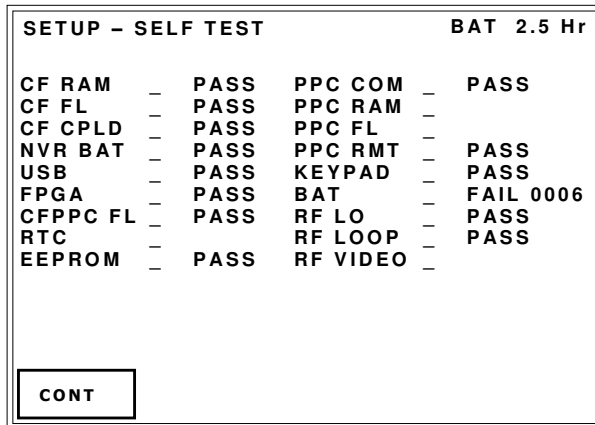 SETUP – SELF TEST BAT 2.5 Hr
CF RAM _ PASS PPC COM _ PASS
CF FL _ PASS PPC RAM _
CF CPLD _ PASS PPC FL _
NVR BAT _ PASS PPC RMT _ PASS
USB _ PASS KEYPAD _ PASS
FPGA _ PASS BAT _ FAIL 0006
CFPPC FL _ PASS RF LO _ PASS
RTC _ RF LOOP _ PASS
EEPROM _ PASS RF VIDEO _
CONT